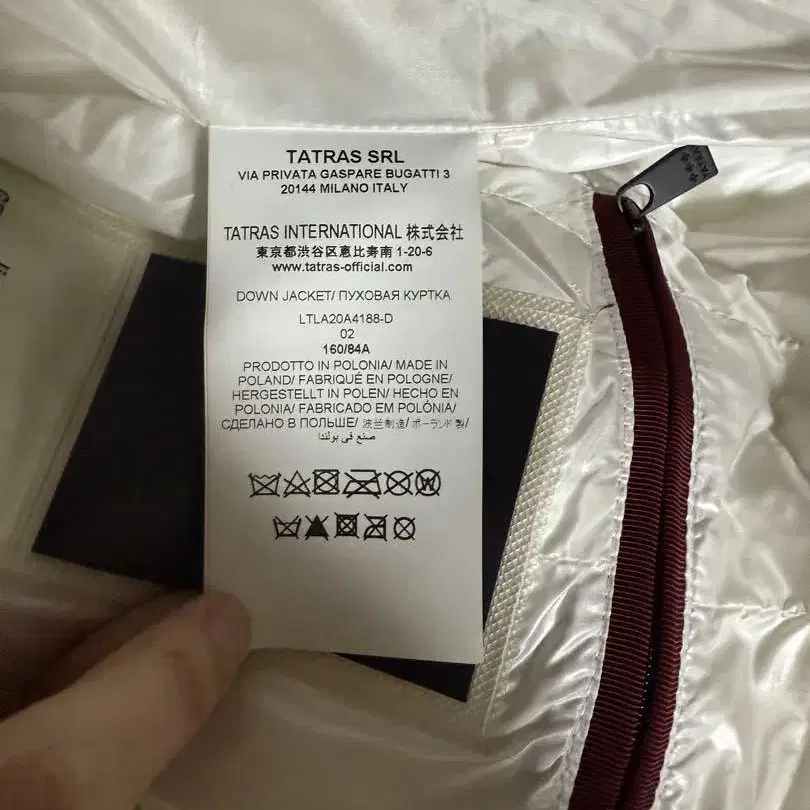 TATRAS SRL
VIA PRIVATA GASPARE BUGATTI 3
20144 MILANO ITALY
TATRAS INTERNATIONAL 株式会社
東京都渋谷区恵比寿南 1-20-6
www.tatras-official.com
DOWN JACKET/ ПУХОВАЯ КУРТКА
LTLA20A4188-D
02
160/84A
PRODOTTO IN POLONIA/ MADE IN
POLAND/ FABRIQUÉ EN POLOGNE/
HERGESTELLT IN POLEN/ HECHO EN
POLONIA/ FABRICADO EM POLÓNIA/
СДЕЛАНО В ПОЛЬШЕ/ 波兰制造/ ポーランド製/
صنع في بولندا
TATRAS